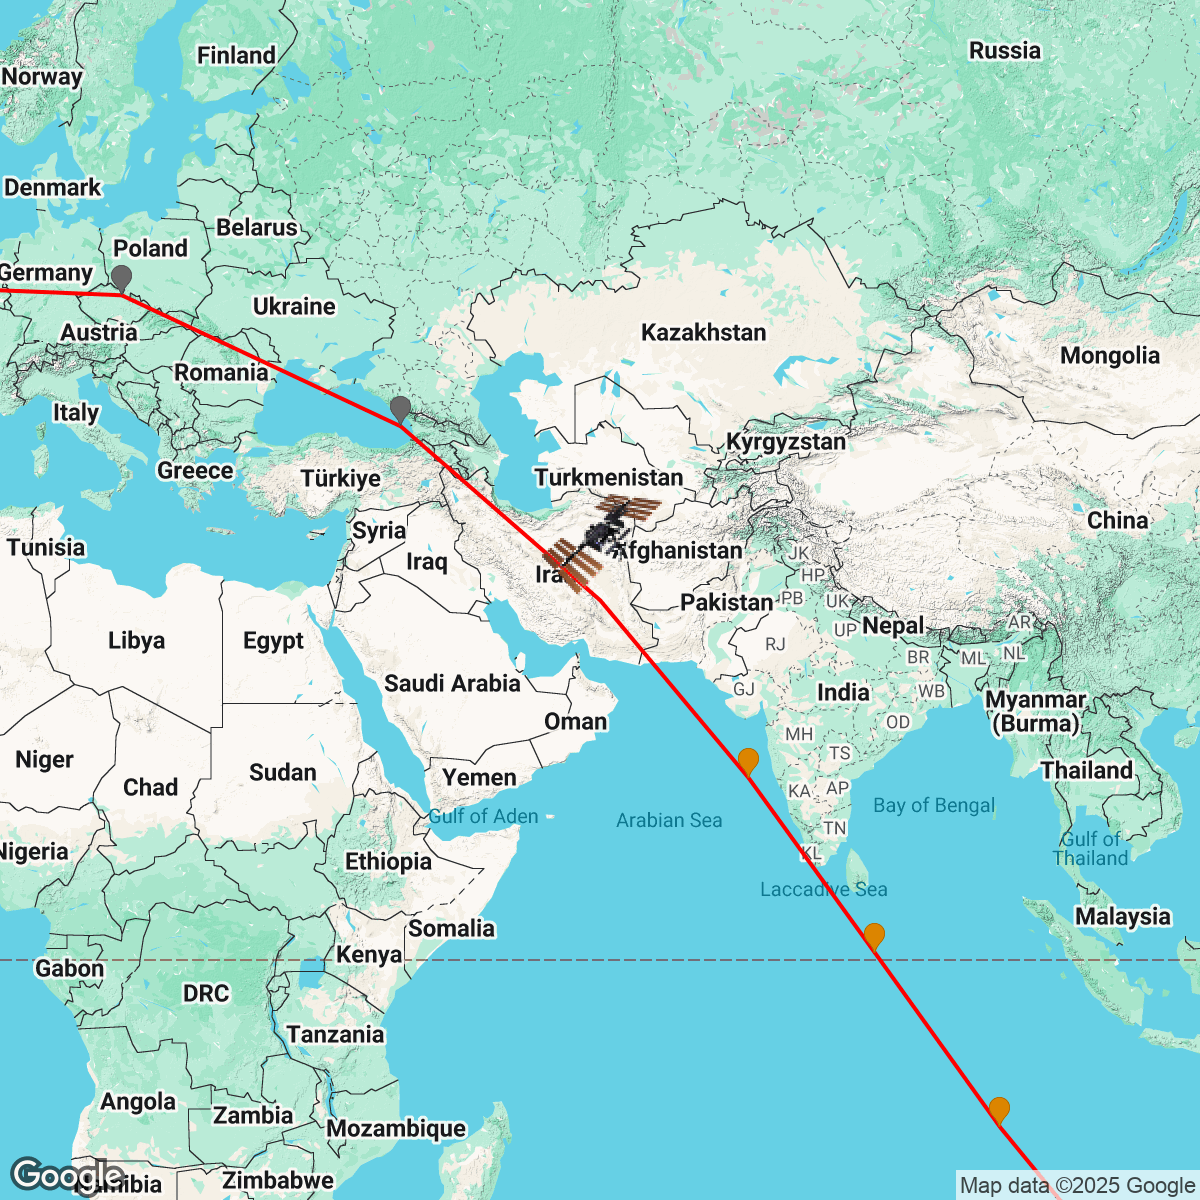 Finland
Russia
Norway
Denmark
Belarus
Poland
Germany
Ukraine
Austria
Kazakhstan
Mongolia
Romania
Italy
Kyrgyzstan
Greece
Türkiye
Turkmenistan
China
Syria
Tunisia
Afghanistan
JK
Iraq
HP
Pakistan
PB
UK
AR
Nepal
UP
Libya
Egypt
RJ
BR
ML
NL
Saudi Arabia
GJ
India
WB
Myanmar
(Burma)
Oman
OD
MH
TS
Niger
Sudan
Yemen
Thailand
Chad
KA
AP
Gulf of Aden
Arabian Sea
Bay of Bengal
TN
Gulf of
Thailand
Nigeria
Ethiopia
KL
Laccadive Sea
Malaysia
Somalia
Kenya
Gabon
DRC
Tanzania
Angola
Zambia
Mozambique
Google
Namibia
Zimbabwe
Map data ©2025 Google